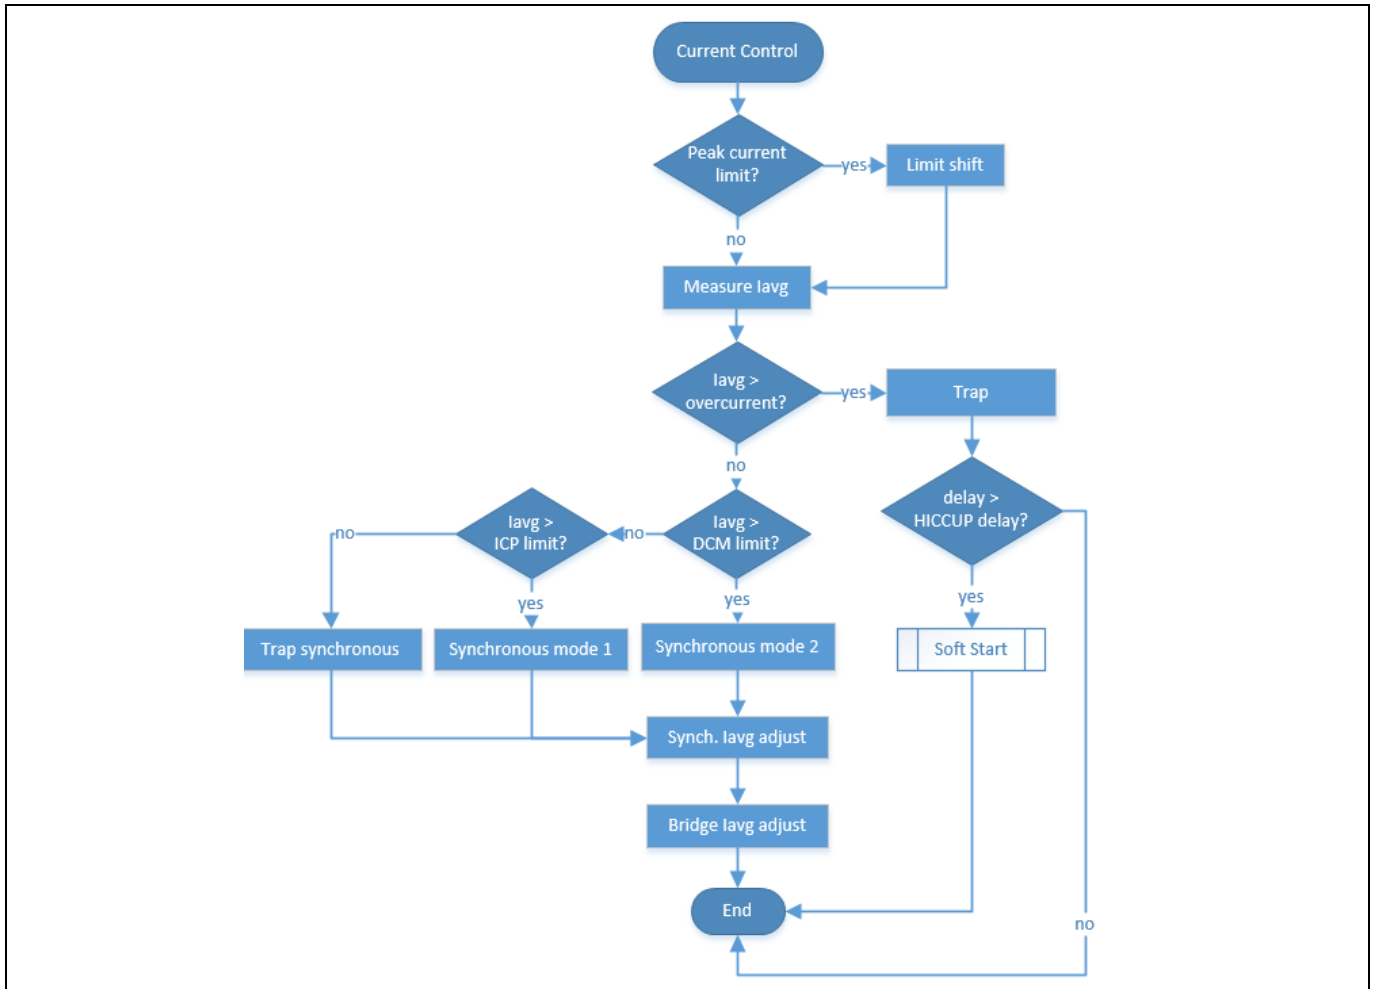 Current Control
Peak current
limit?
yes
Limit shift
no
Measure Iavg
Iavg >
overcurrent?
yes
Trap
no
delay >
HICCUP delay?
Iavg >
ICP limit?
no
Iavg >
DCM limit?
no
yes
yes
yes
no
Trap synchronous
Synchronous mode 1
Synchronous mode 2
Soft Start
Synch. Iavg adjust
Bridge Iavg adjust
End